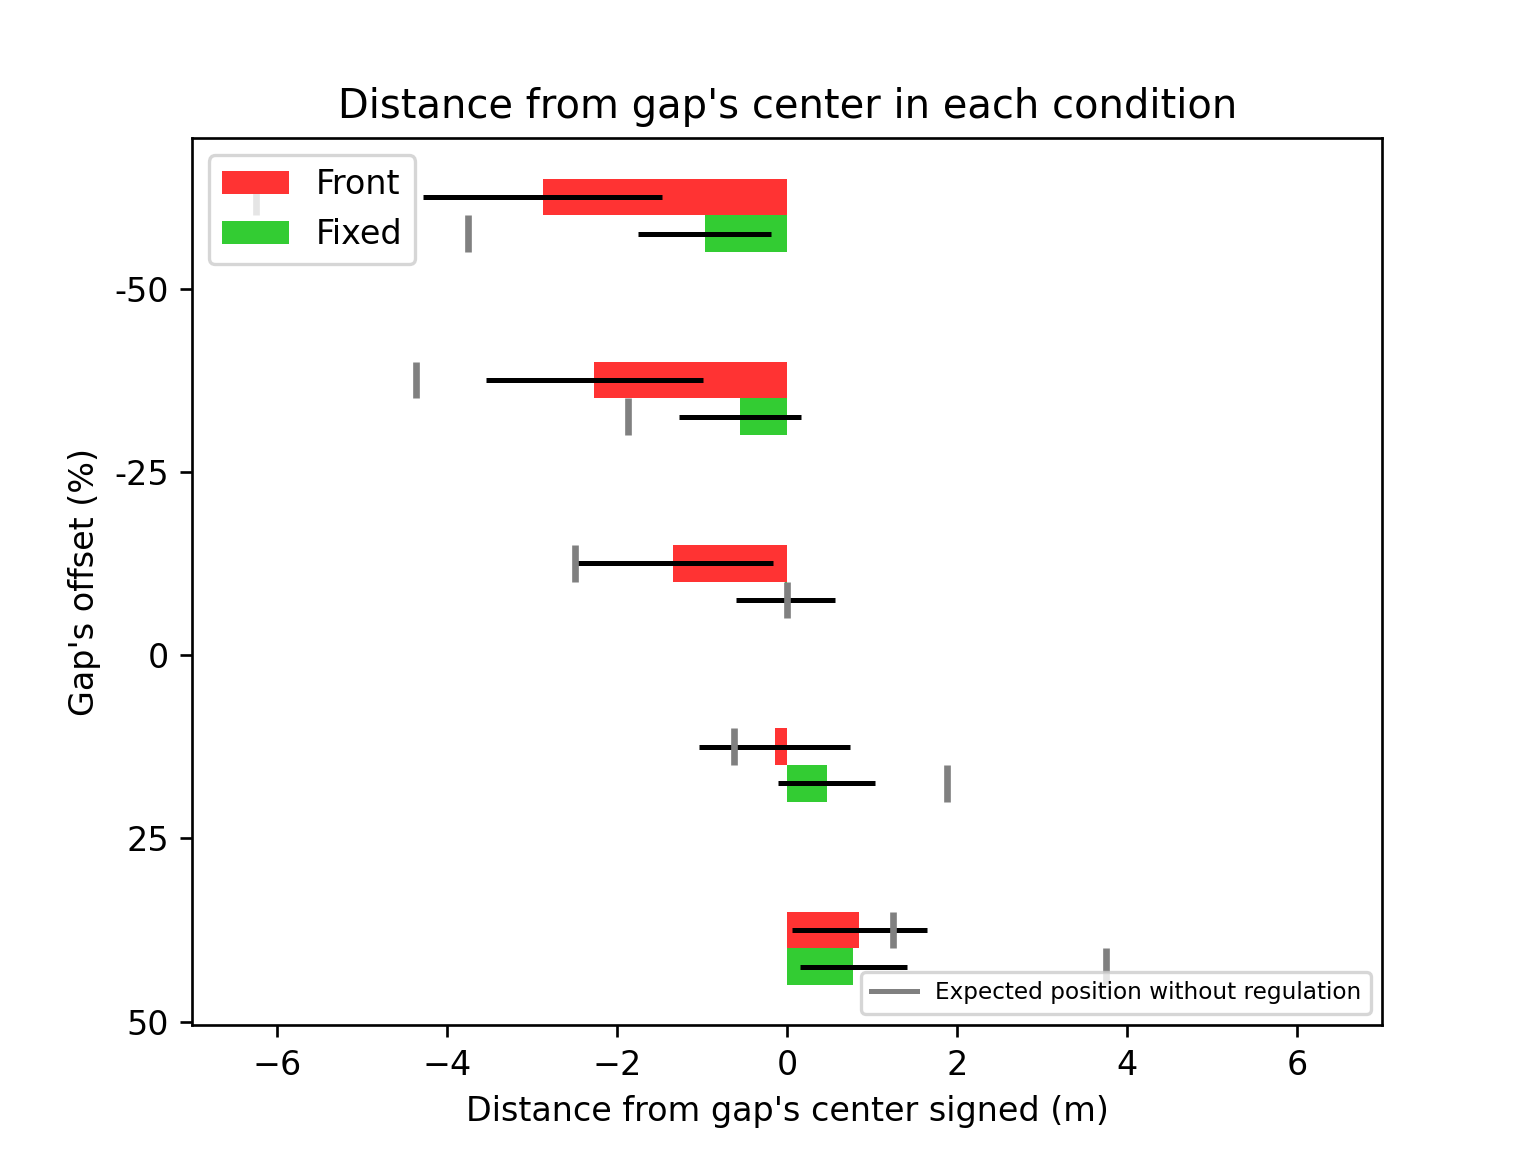 Distance from gap's center in each condition
Front
Fixed
Gap's offset (%)
-50
-25
0
25
50
Expected position without regulation
−6
−4
−2
0
2
4
6
Distance from gap's center signed (m)